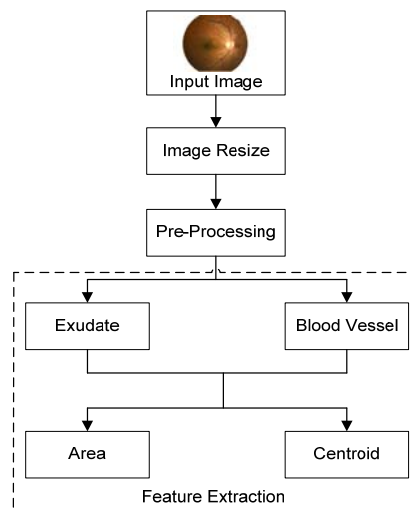 Input Image
Image Resize
Pre-Processing
Exudate
Blood Vessel
Area
Centroid
Feature Extraction